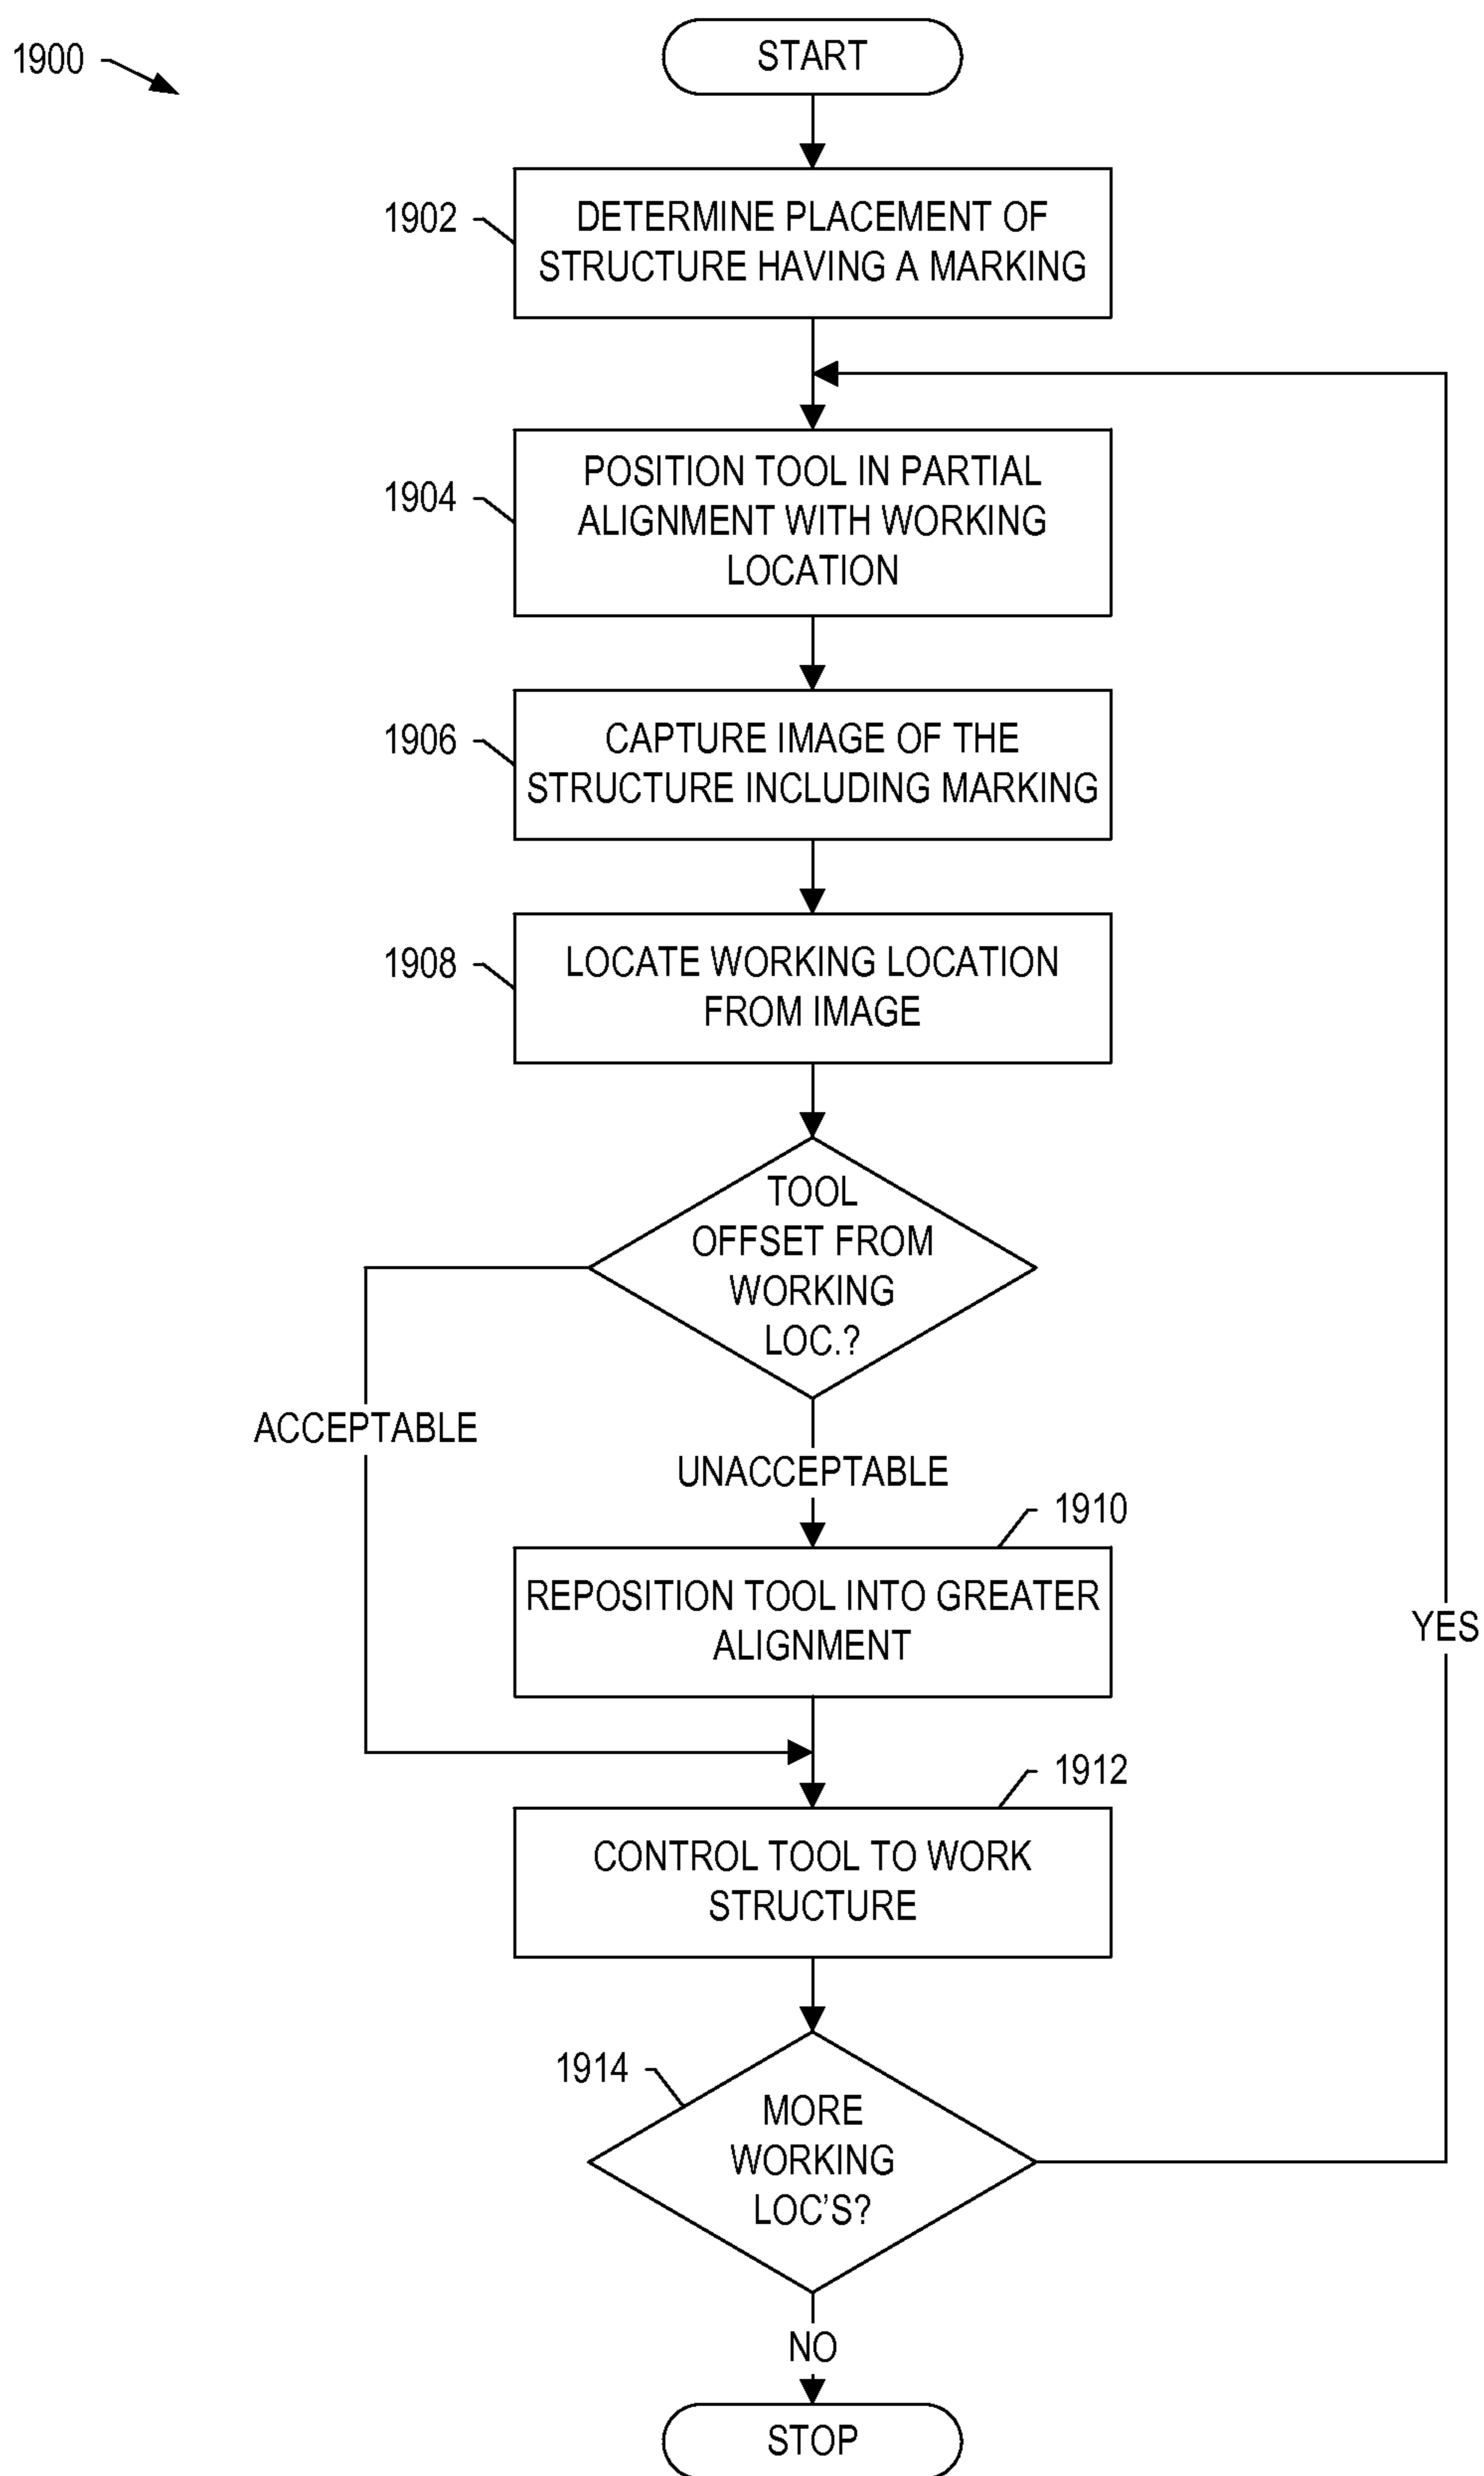 1900
START
1902
DETERMINE PLACEMENT OF
STRUCTURE HAVING A MARKING
1904
POSITION TOOL IN PARTIAL
ALIGNMENT WITH WORKING
LOCATION
1906
CAPTURE IMAGE OF THE
STRUCTURE INCLUDING MARKING
1908
LOCATE WORKING LOCATION
FROM IMAGE
TOOL
OFFSET FROM
WORKING
LOC.?
ACCEPTABLE
UNACCEPTABLE
1910
REPOSITION TOOL INTO GREATER
ALIGNMENT
YES
1912
CONTROL TOOL TO WORK
STRUCTURE
1914
MORE
WORKING
LOC’S?
NO
STOP